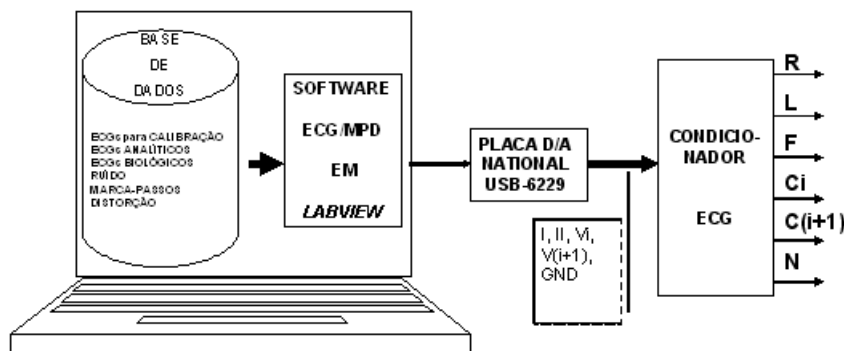 BASE
DE
DADOS
ECGs para CALIBRAÇÃO
ECGs ANALÍTICOS
ECGs BIOLÓGICOS
RUÍDO
MARCA-PASSOS
DISTORÇÃO
SOFTWARE
ECG/MPD
EM
LABVIEW
PLACA D/A
NATIONAL
USB-6229
I, II, Vi,
V(i+1),
GND
CONDICIO-
NADOR
ECG
R
L
F
Ci
C(i+1)
N